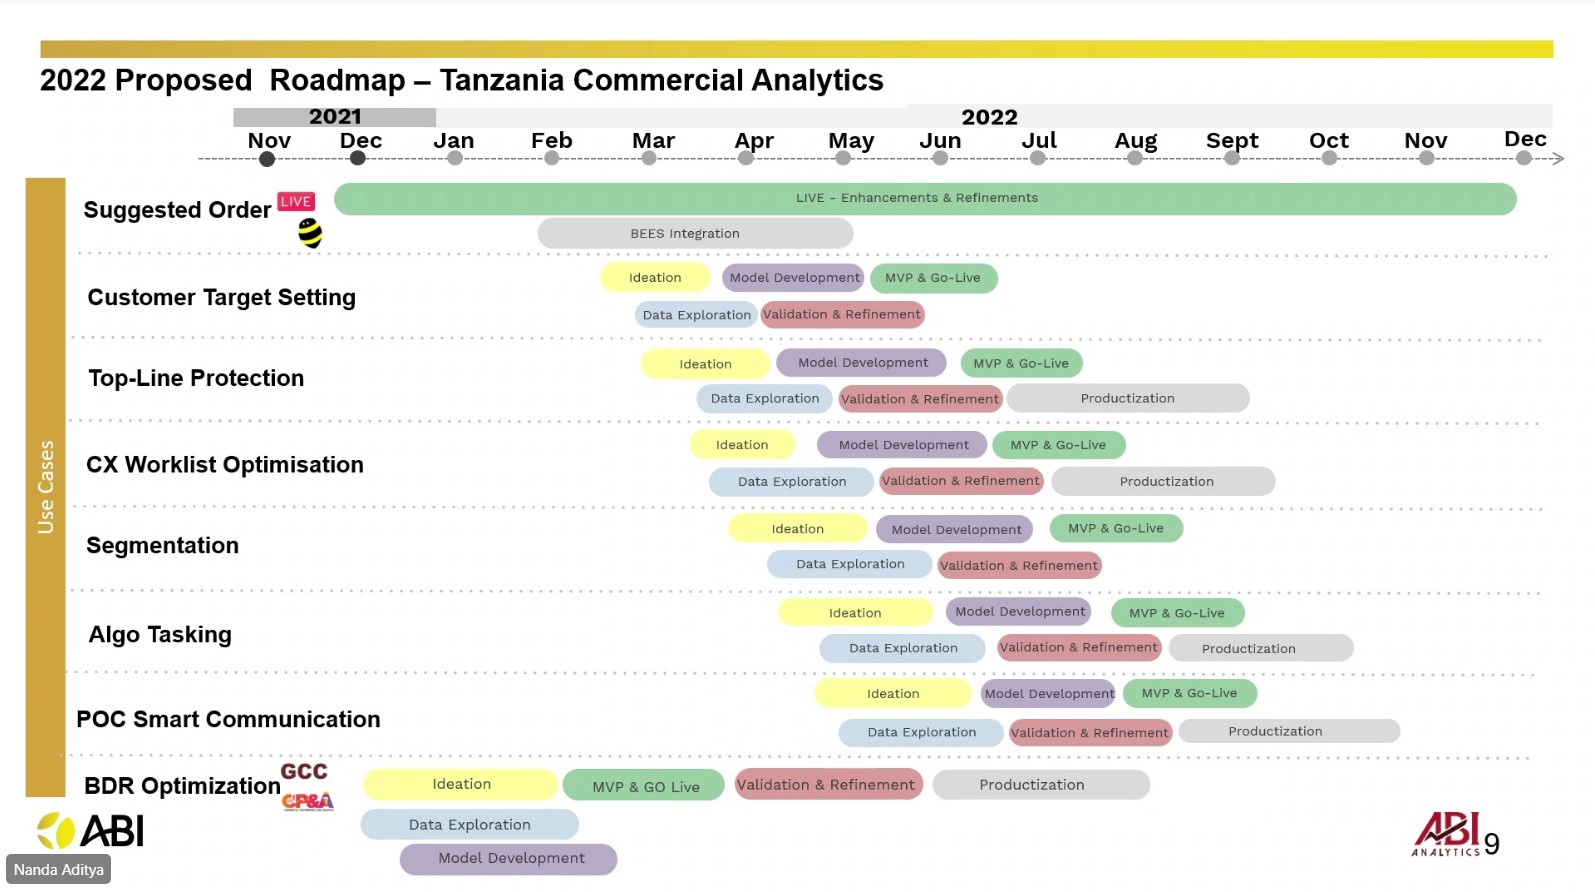 2022 Proposed  Roadmap – Tanzania Commercial Analytics
2021
2022
Nov Dec Jan Feb Mar Apr May Jun Jul Aug Sept Oct Nov Dec
Use Cases
Suggested Order
LIVE
LIVE - Enhancements & Refinements
BEES Integration
Customer Target Setting
Ideation Model Development MVP & Go-Live
Data Exploration Validation & Refinement
Top-Line Protection
Ideation Model Development MVP & Go-Live
Data Exploration Validation & Refinement Productization
CX Worklist Optimisation
Ideation Model Development MVP & Go-Live
Data Exploration Validation & Refinement Productization
Segmentation
Ideation Model Development MVP & Go-Live
Data Exploration Validation & Refinement
Algo Tasking
Ideation Model Development MVP & Go-Live
Data Exploration Validation & Refinement Productization
POC Smart Communication
Ideation Model Development MVP & Go-Live
Data Exploration Validation & Refinement Productization
BDR Optimization
GCC
CP&A
Ideation MVP & GO Live Validation & Refinement Productization
Data Exploration
Model Development
ABI
Nanda Aditya
ABI
ANALYTICS
9